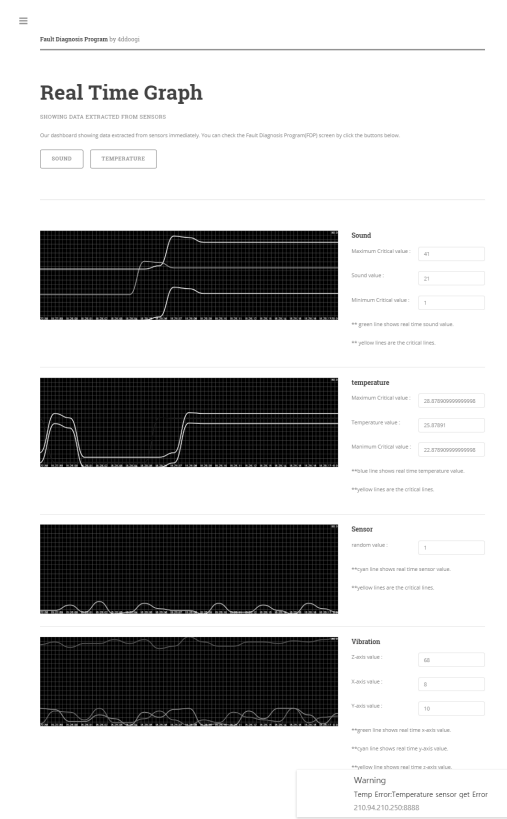 Fault Diagnosis Program by 4ddoogi
Real Time Graph
SHOWING DATA EXTRACTED FROM SENSORS
Our dashboard showing data extracted from sensors immediately. You can check the Fault Diagnosis Program(FDP) screen by click the buttons below.
SOUND TEMPERATURE
Sound
Maximum Critical value : 41
Sound value : 21
Minimum Critical value : 1
** green line shows real time sound value.
** yellow lines are the critical lines.
temperature
Maximum Critical value : 28.878909999999998
Temperature value : 25.87891
Mamimum Critical value : 22.878909999999998
**blue line shows real time temperature value.
**yellow lines are the critical lines.
Sensor
random value : 1
**cyan line shows real time sensor value.
**yellow lines are the critical lines.
Vibration
Z-axis value : 68
X-axis value : 8
Y-axis value : 10
**green line shows real time x-axis value.
**cyan line shows real time y-axis value.
**yellow line shows real time z-axis value.
Warning
Temp Error:Temperature sensor get Error
210.94.210.250:8888